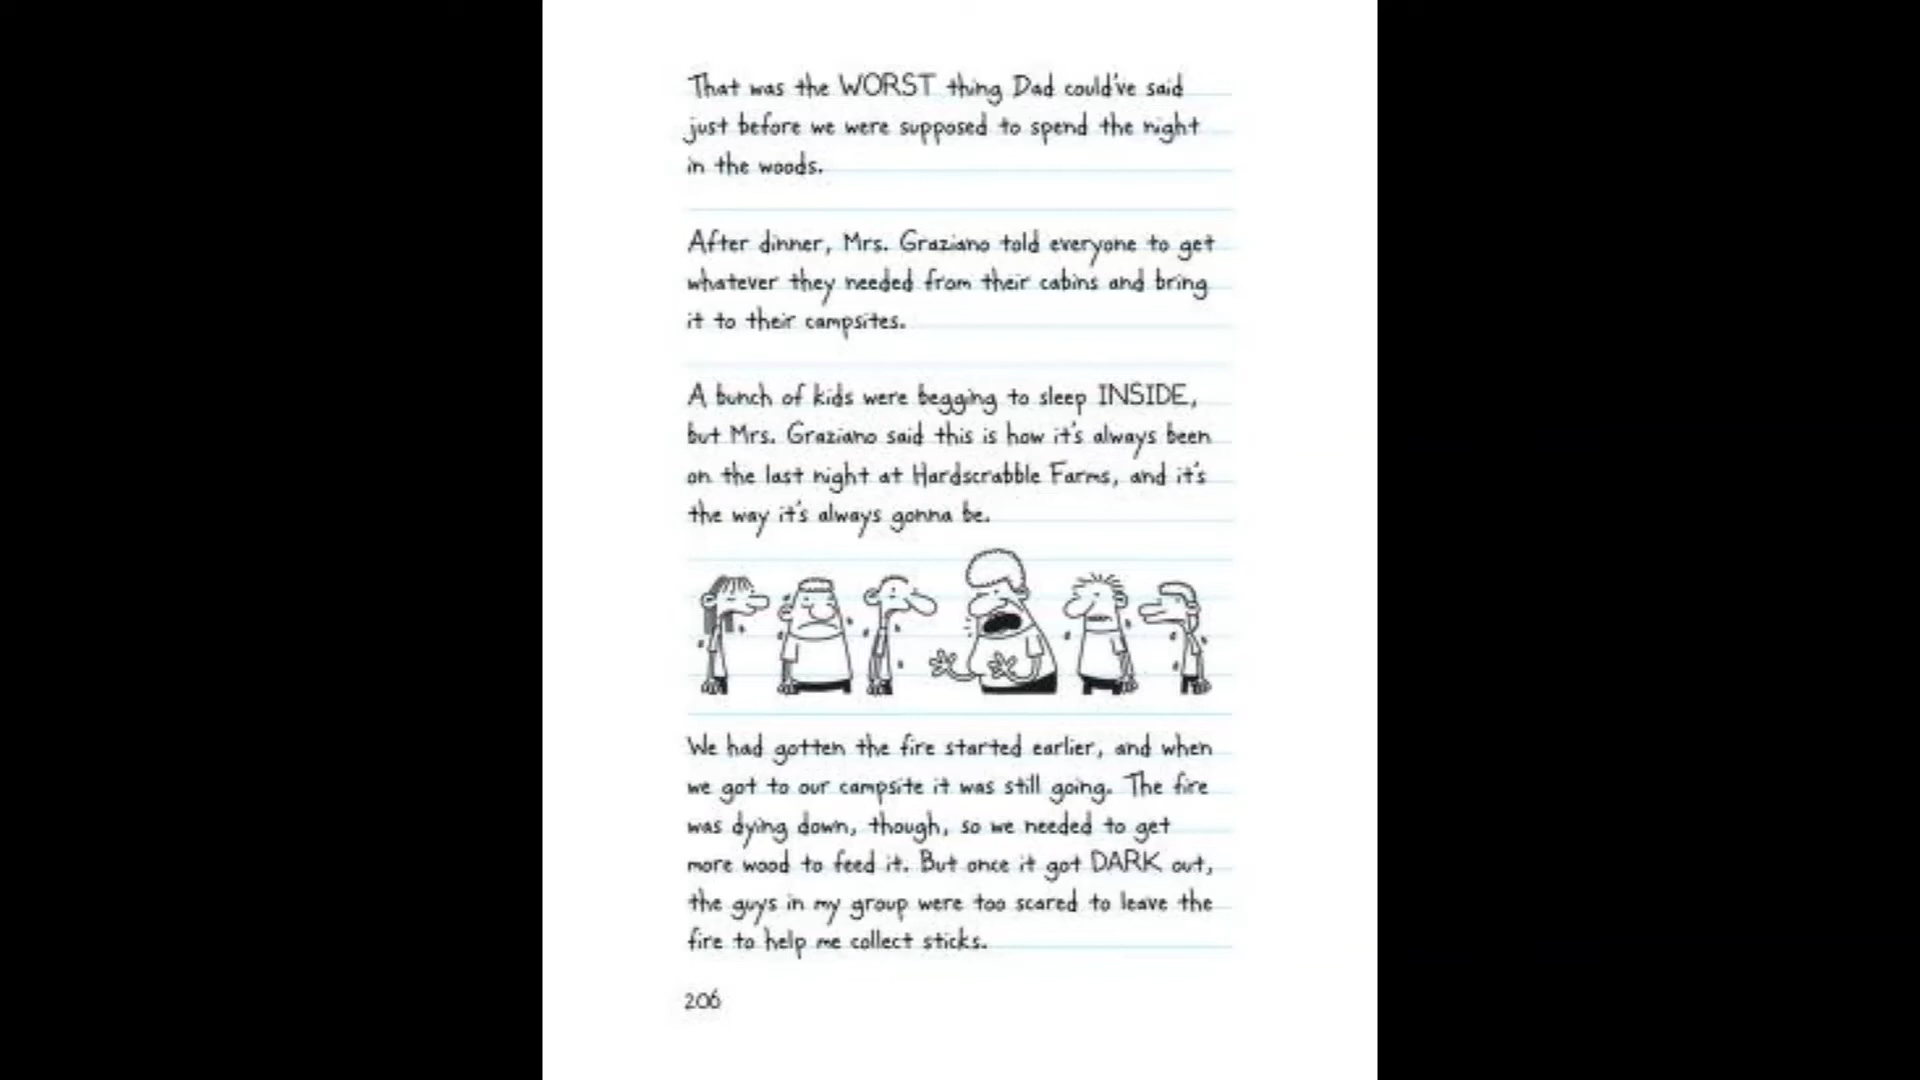 That was the WORST thing Dad could've said
just before we were supposed to spend the night
in the woods.
After dinner, Mrs. Graziano told everyone to get
whatever they needed from their cabins and bring
it to their campsites.
A bunch of kids were begging to sleep INSIDE,
but Mrs. Graziano said this is how it's always been
on the last night at Hardscrabble Farms, and it's
the way it's always gonna be.
We had gotten the fire started earlier, and when
we got to our campsite it was still going. The fire
was dying down, though, so we needed to get
more wood to feed it. But once it got DARK out,
the guys in my group were too scared to leave the
fire to help me collect sticks.
206